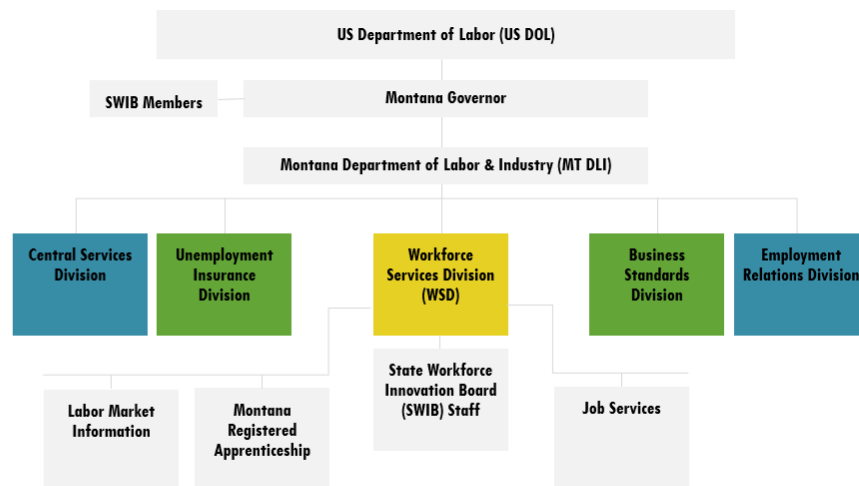 US Department of Labor (US DOL)
SWIB Members
Montana Governor
Montana Department of Labor & Industry (MT DLI)
Central Services
Division
Unemployment
Insurance
Division
Workforce
Services Division
(WSD)
Business
Standards
Division
Employment
Relations Division
Labor Market
Information
Montana
Registered
Apprenticeship
State Workforce
Innovation Board
(SWIB) Staff
Job Services